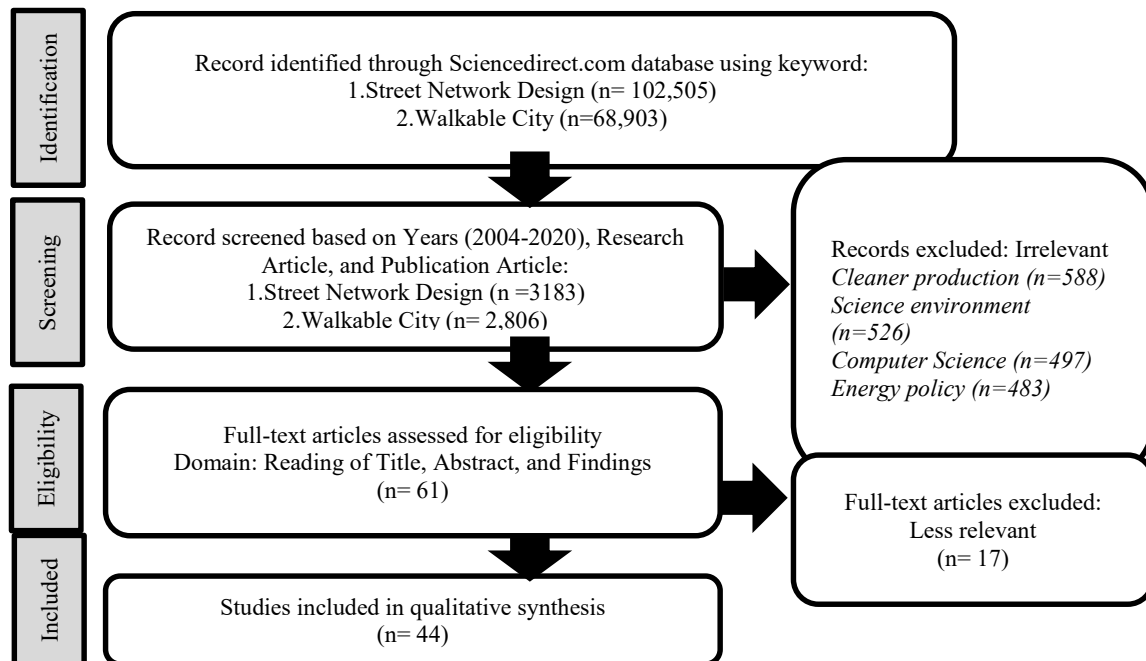 Identification
Record identified through Sciencedirect.com database using keyword:
1.Street Network Design (n= 102,505)
2.Walkable City (n=68,903)
Screening
Record screened based on Years (2004-2020), Research
Article, and Publication Article:
1.Street Network Design (n =3183)
2.Walkable City (n= 2,806)
Records excluded: Irrelevant
Cleaner production (n=588)
Science environment
(n=526)
Computer Science (n=497)
Energy policy (n=483)
Eligibility
Full-text articles assessed for eligibility
Domain: Reading of Title, Abstract, and Findings
(n= 61)
Full-text articles excluded:
Less relevant
(n= 17)
Included
Studies included in qualitative synthesis
(n= 44)